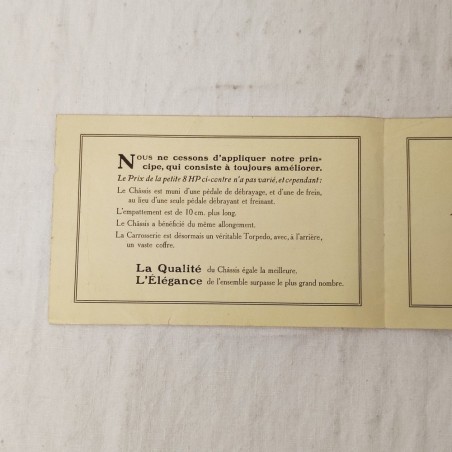 Nous ne cessons d'appliquer notre prin-
cipe, qui consiste à toujours améliorer.
Le Prix de la petite 8 HP ci-contre n'a pas varié, et cependant :
Le Châssis est muni d'une pédale de débrayage, et d'une de frein,
au lieu d'une seule pédale débrayant et freinant.
L'empattement est de 10 cm. plus long.
Le Châssis a bénéficié du même allongement.
La Carrosserie est désormais un véritable Torpedo, avec, à l'arrière,
un vaste coffre.
La Qualité du Châssis égale la meilleure.
L'Élégance de l'ensemble surpasse le plus grand nombre.